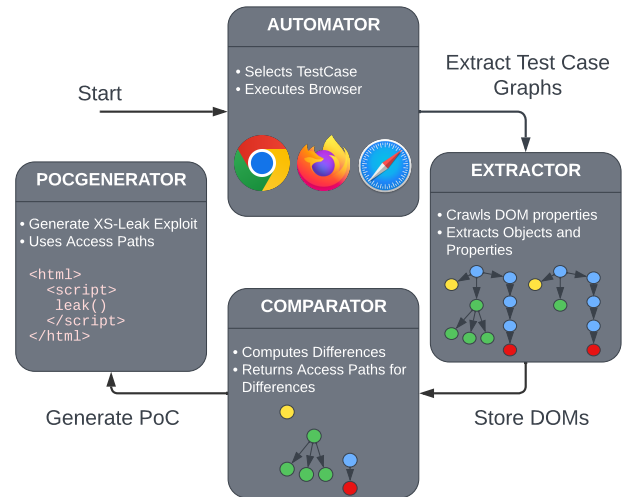 AUTOMATOR
• Selects TestCase
• Executes Browser
Start
Extract Test Case
Graphs
EXTRACTOR
• Crawls DOM properties
• Extracts Objects and
Properties
POCGENERATOR
• Generate XS-Leak Exploit
• Uses Access Paths
<html>
<script>
leak()
</script>
</html>
COMPARATOR
• Computes Differences
• Returns Access Paths for
Differences
Generate PoC
Store DOMs